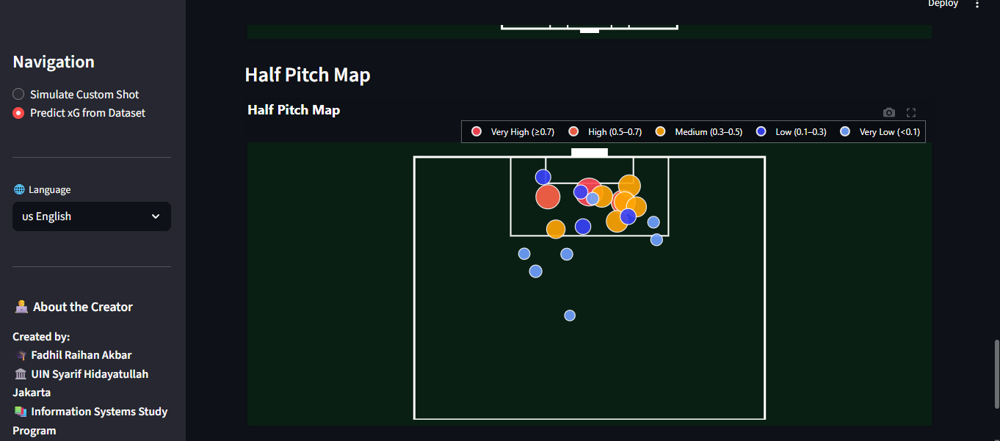 Deploy
Navigation
Simulate Custom Shot
Predict xG from Dataset
Language
us English
About the Creator
Created by:
Fadhil Raihan Akbar
UIN Syarif Hidayatullah
Jakarta
Information Systems Study
Program
Half Pitch Map
Half Pitch Map
Very High (≥0.7) High (0.5–0.7) Medium (0.3–0.5) Low (0.1–0.3) Very Low (<0.1)